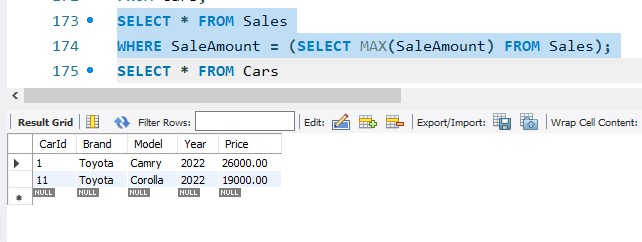 173 SELECT * FROM Sales
174 WHERE SaleAmount = (SELECT MAX(SaleAmount) FROM Sales);
175 SELECT * FROM Cars
Result Grid Filter Rows: Edit: Export/Import: Wrap Cell Content:
CarId Brand Model Year Price
1 Toyota Camry 2022 26000.00
11 Toyota Corolla 2022 19000.00
NULL NULL NULL NULL NULL